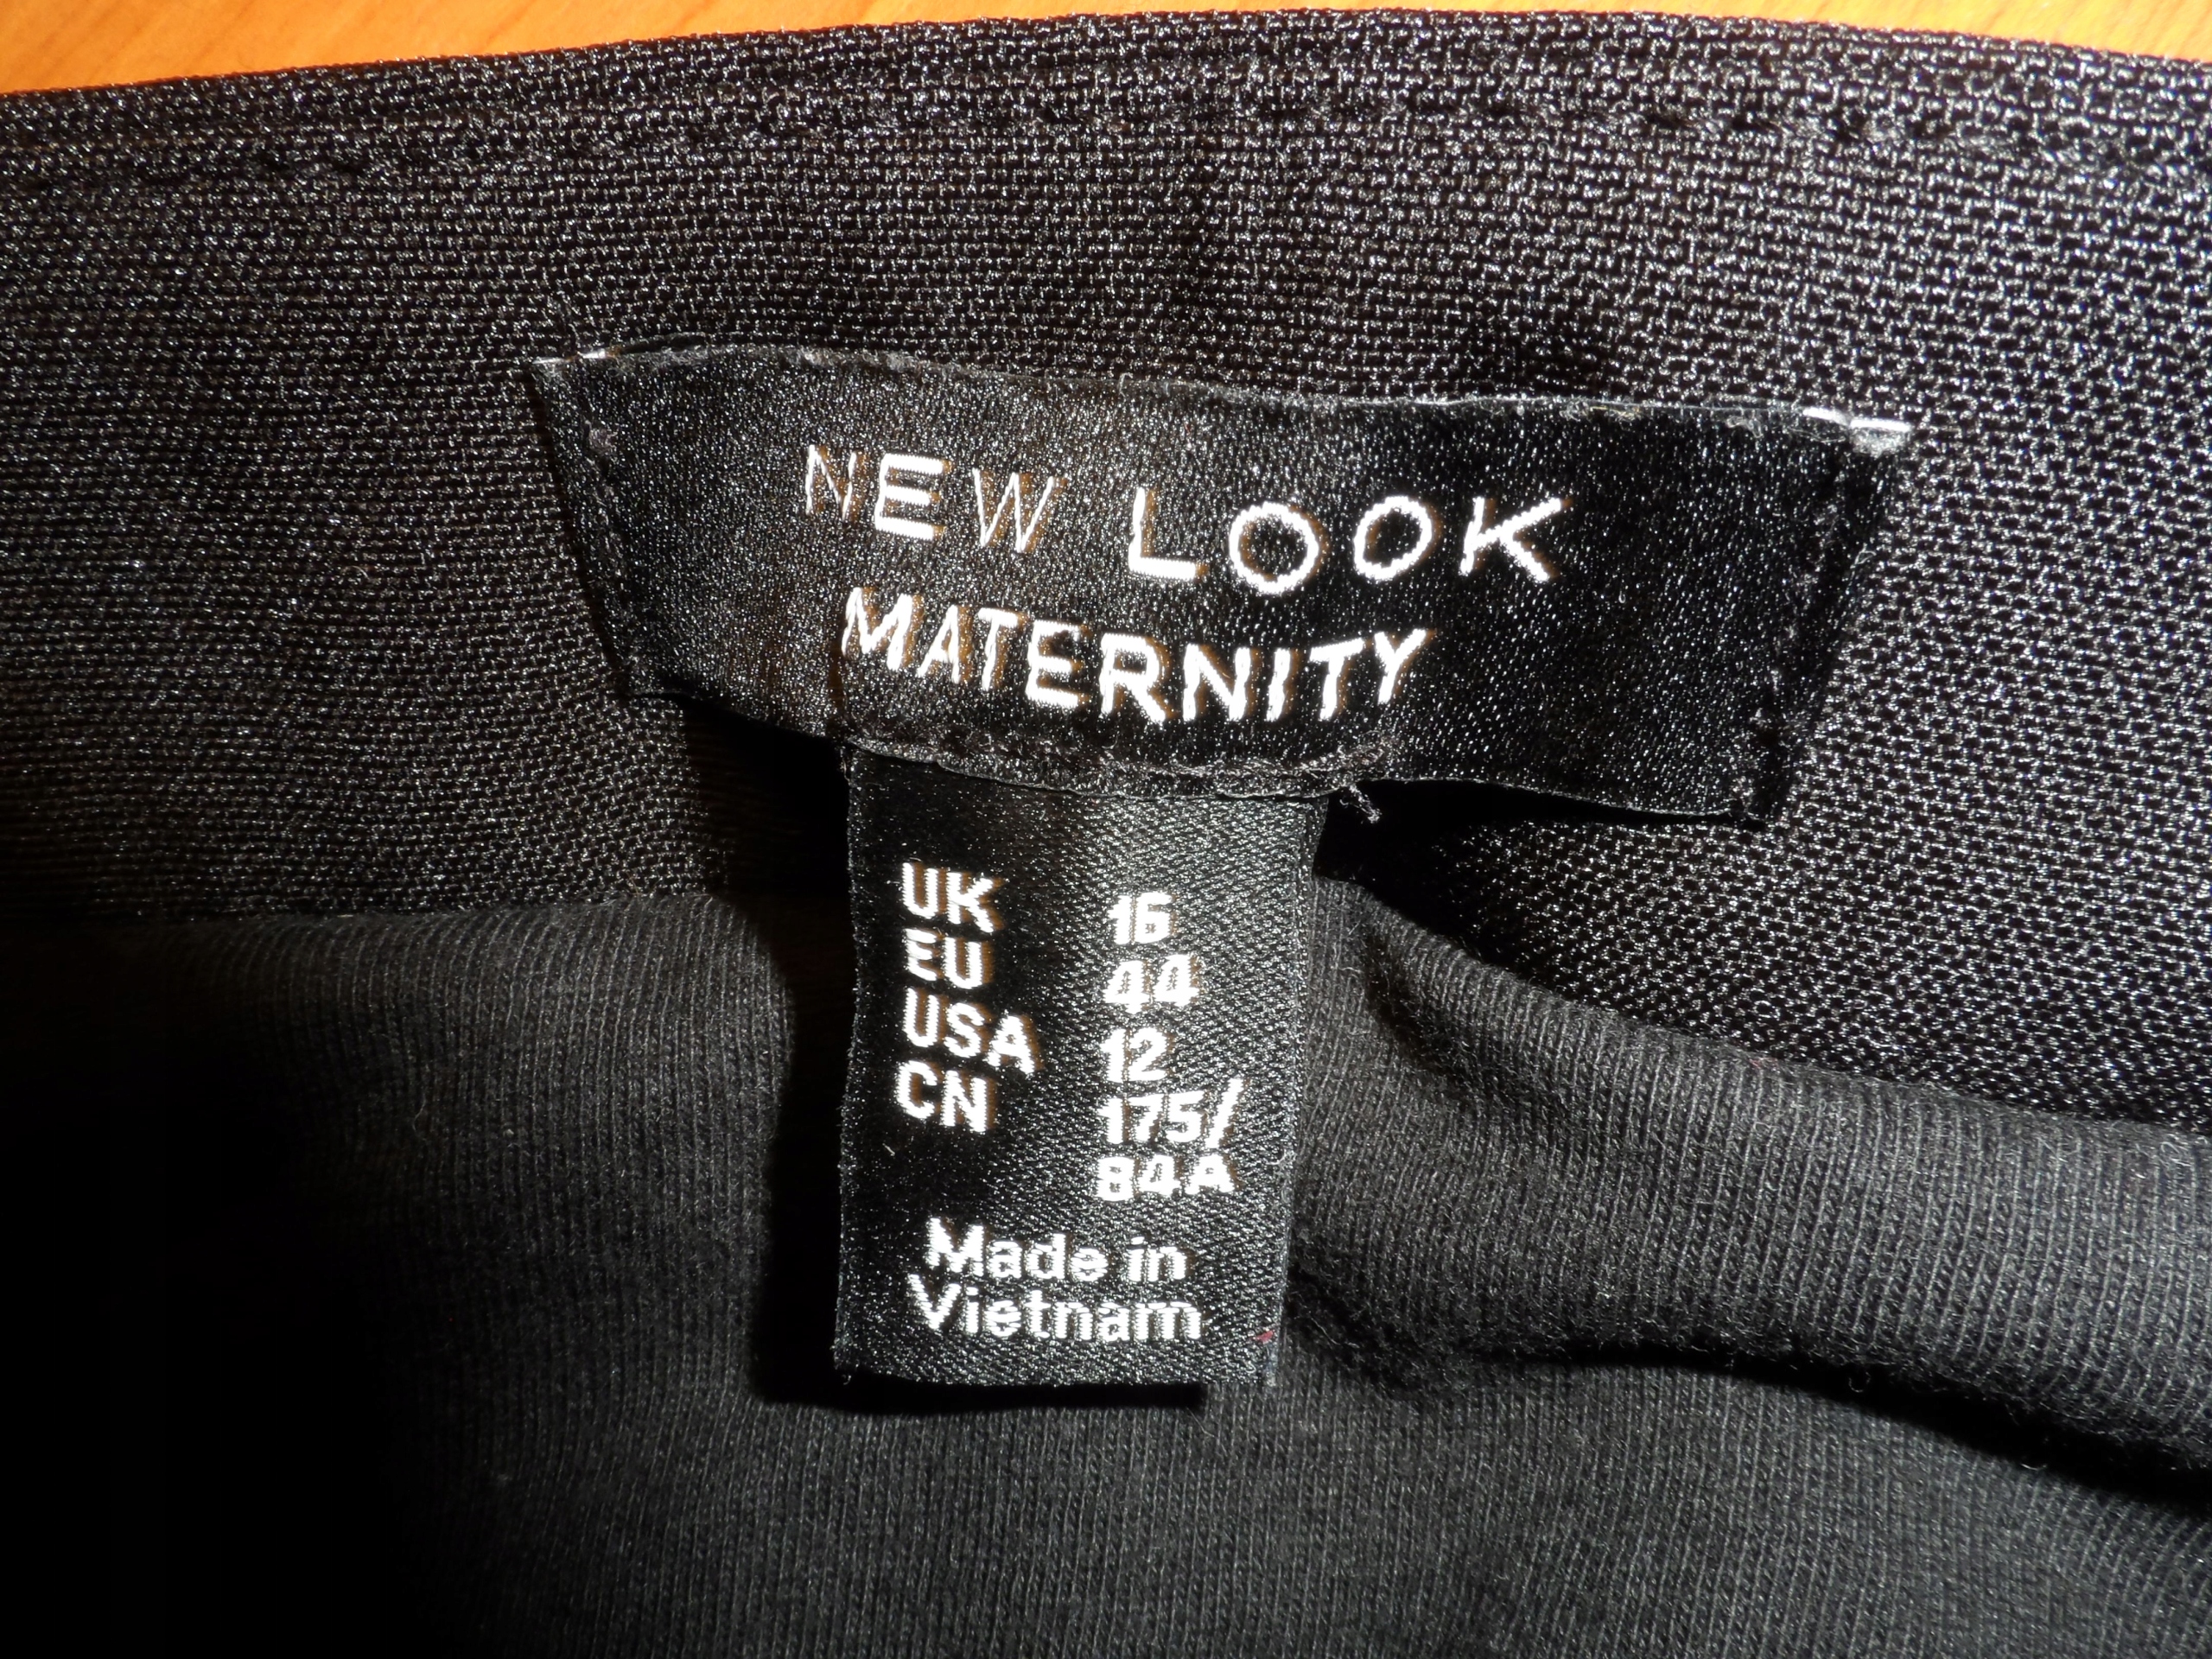 NEW LOOK
MATERNITY
UK 16
EU 44
USA 12
CN 175/
84A
Made in
Vietnam